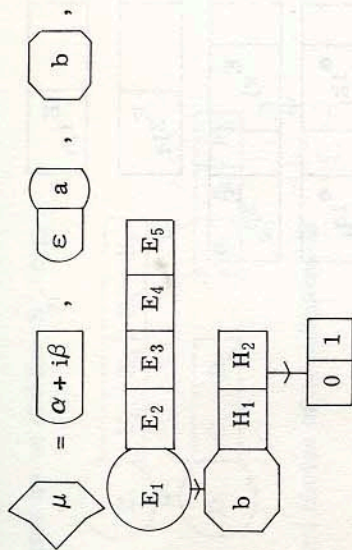 μ = α + iβ , ε a , b ,
E₁ E₂ E₃ E₄ E₅
b H₁ H₂
0 1